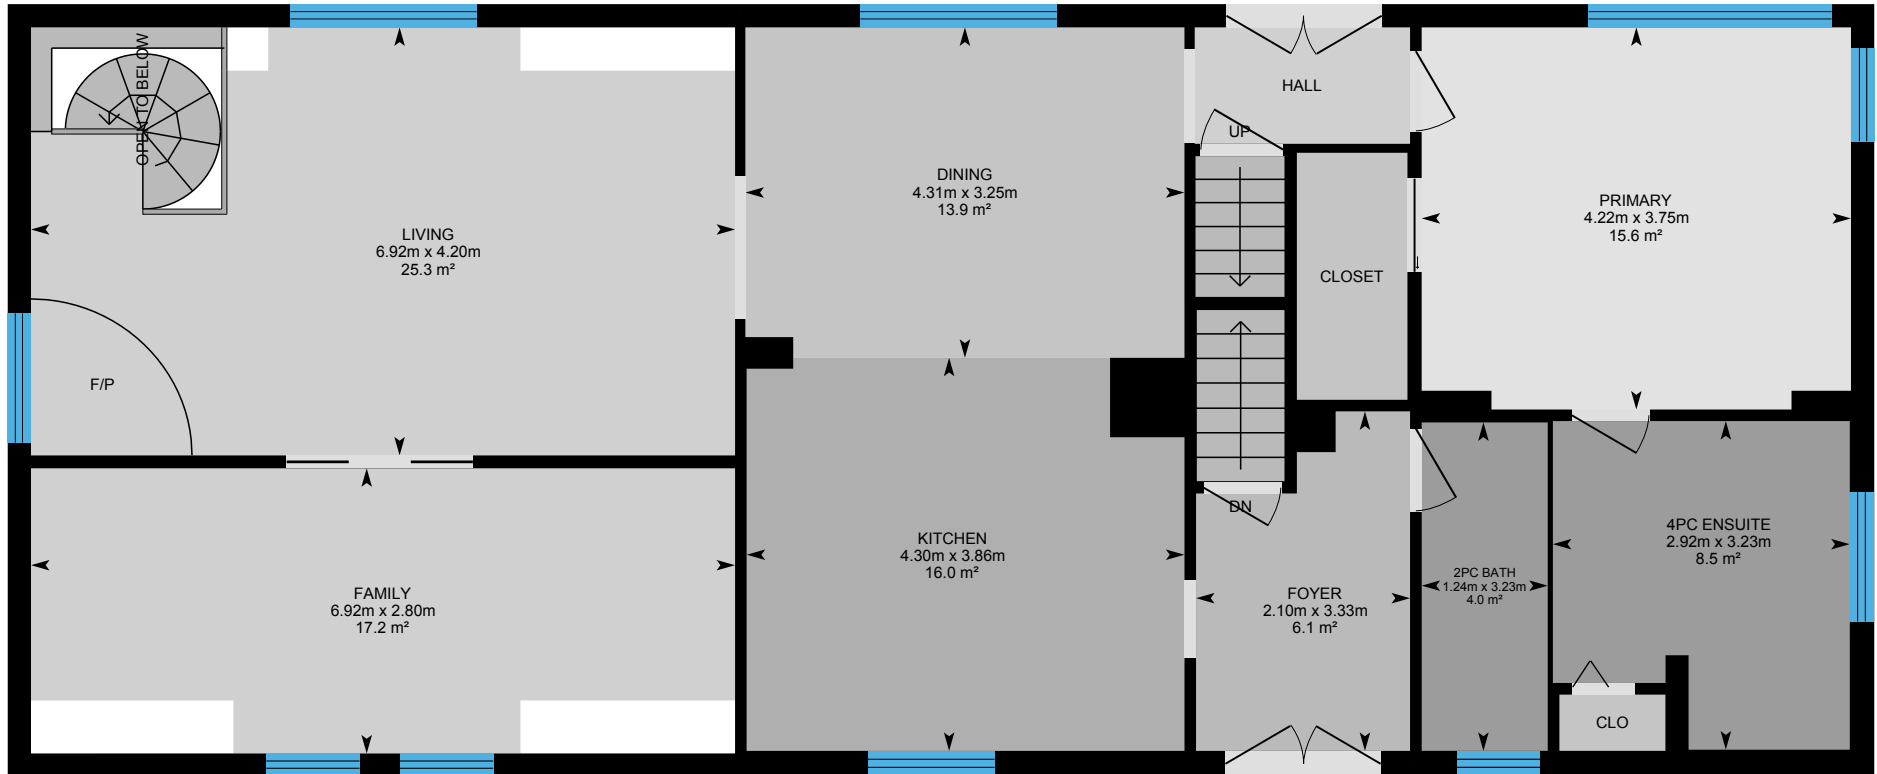 OPEN TO BELOW
LIVING
6.92m x 4.20m
25.3 m²
F/P
FAMILY
6.92m x 2.80m
17.2 m²
DINING
4.31m x 3.25m
13.9 m²
KITCHEN
4.30m x 3.86m
16.0 m²
HALL
UP
CLOSET
DN
FOYER
2.10m x 3.33m
6.1 m²
PRIMARY
4.22m x 3.75m
15.6 m²
2PC BATH
1.24m x 3.23m
4.0 m²
4PC ENSUITE
2.92m x 3.23m
8.5 m²
CLO